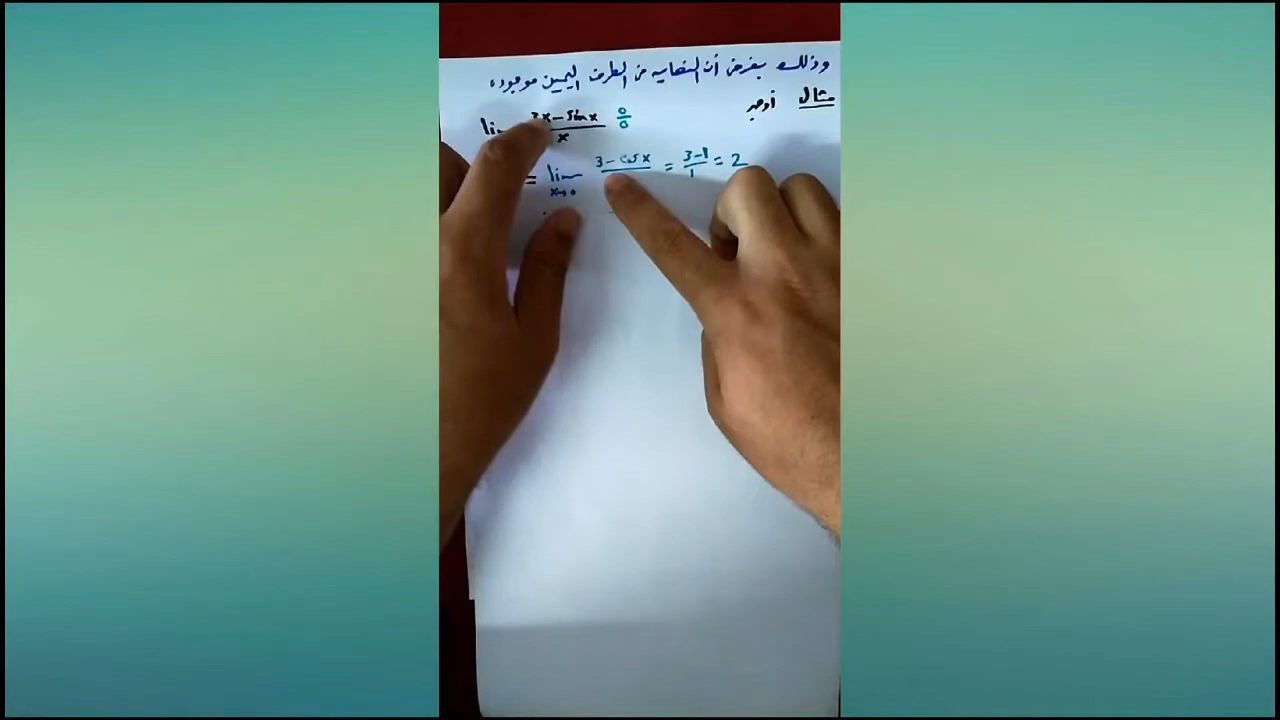 وذلك بفرض أن النهاية من الطرف اليمين موجودة
مثال أوجد
lim 3x - sin x / x 0/0
= lim x→0 3 - cos x = 3-1 / 1 = 2